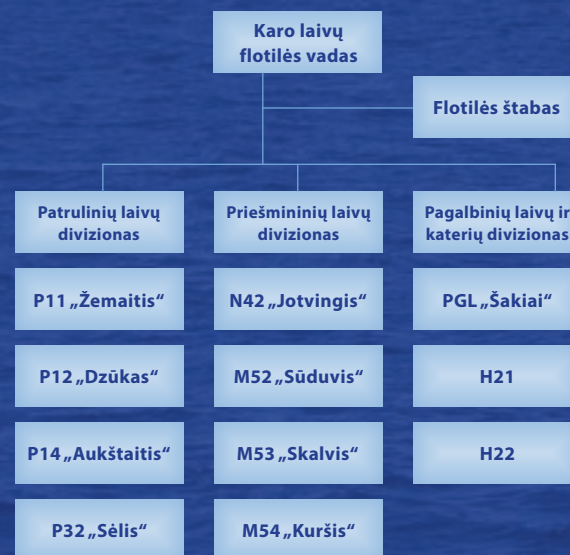 Karo laivų
flotilės vadas
Flotilės štabas
Patrulinių laivų
divizionas
Priešmininių laivų
divizionas
Pagalbinių laivų ir
katerių divizionas
P11 „Žemaitis“
N42 „Jotvingis“
PGL „Šakiai“
P12 „Dzūkas“
M52 „Sūduvis“
H21
P14 „Aukštaitis“
M53 „Skalvis“
H22
P32 „Sėlis“
M54 „Kuršis“